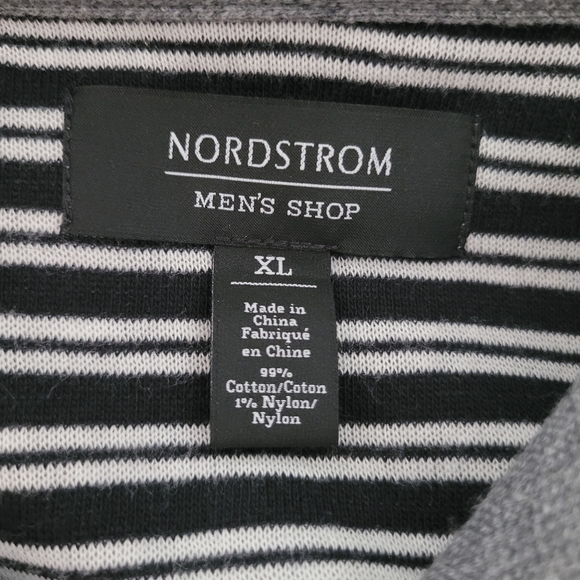 NORDSTROM
MEN'S SHOP
XL
Made in
China
Fabriqué
en Chine
99%
Cotton/Coton
1% Nylon/
Nylon